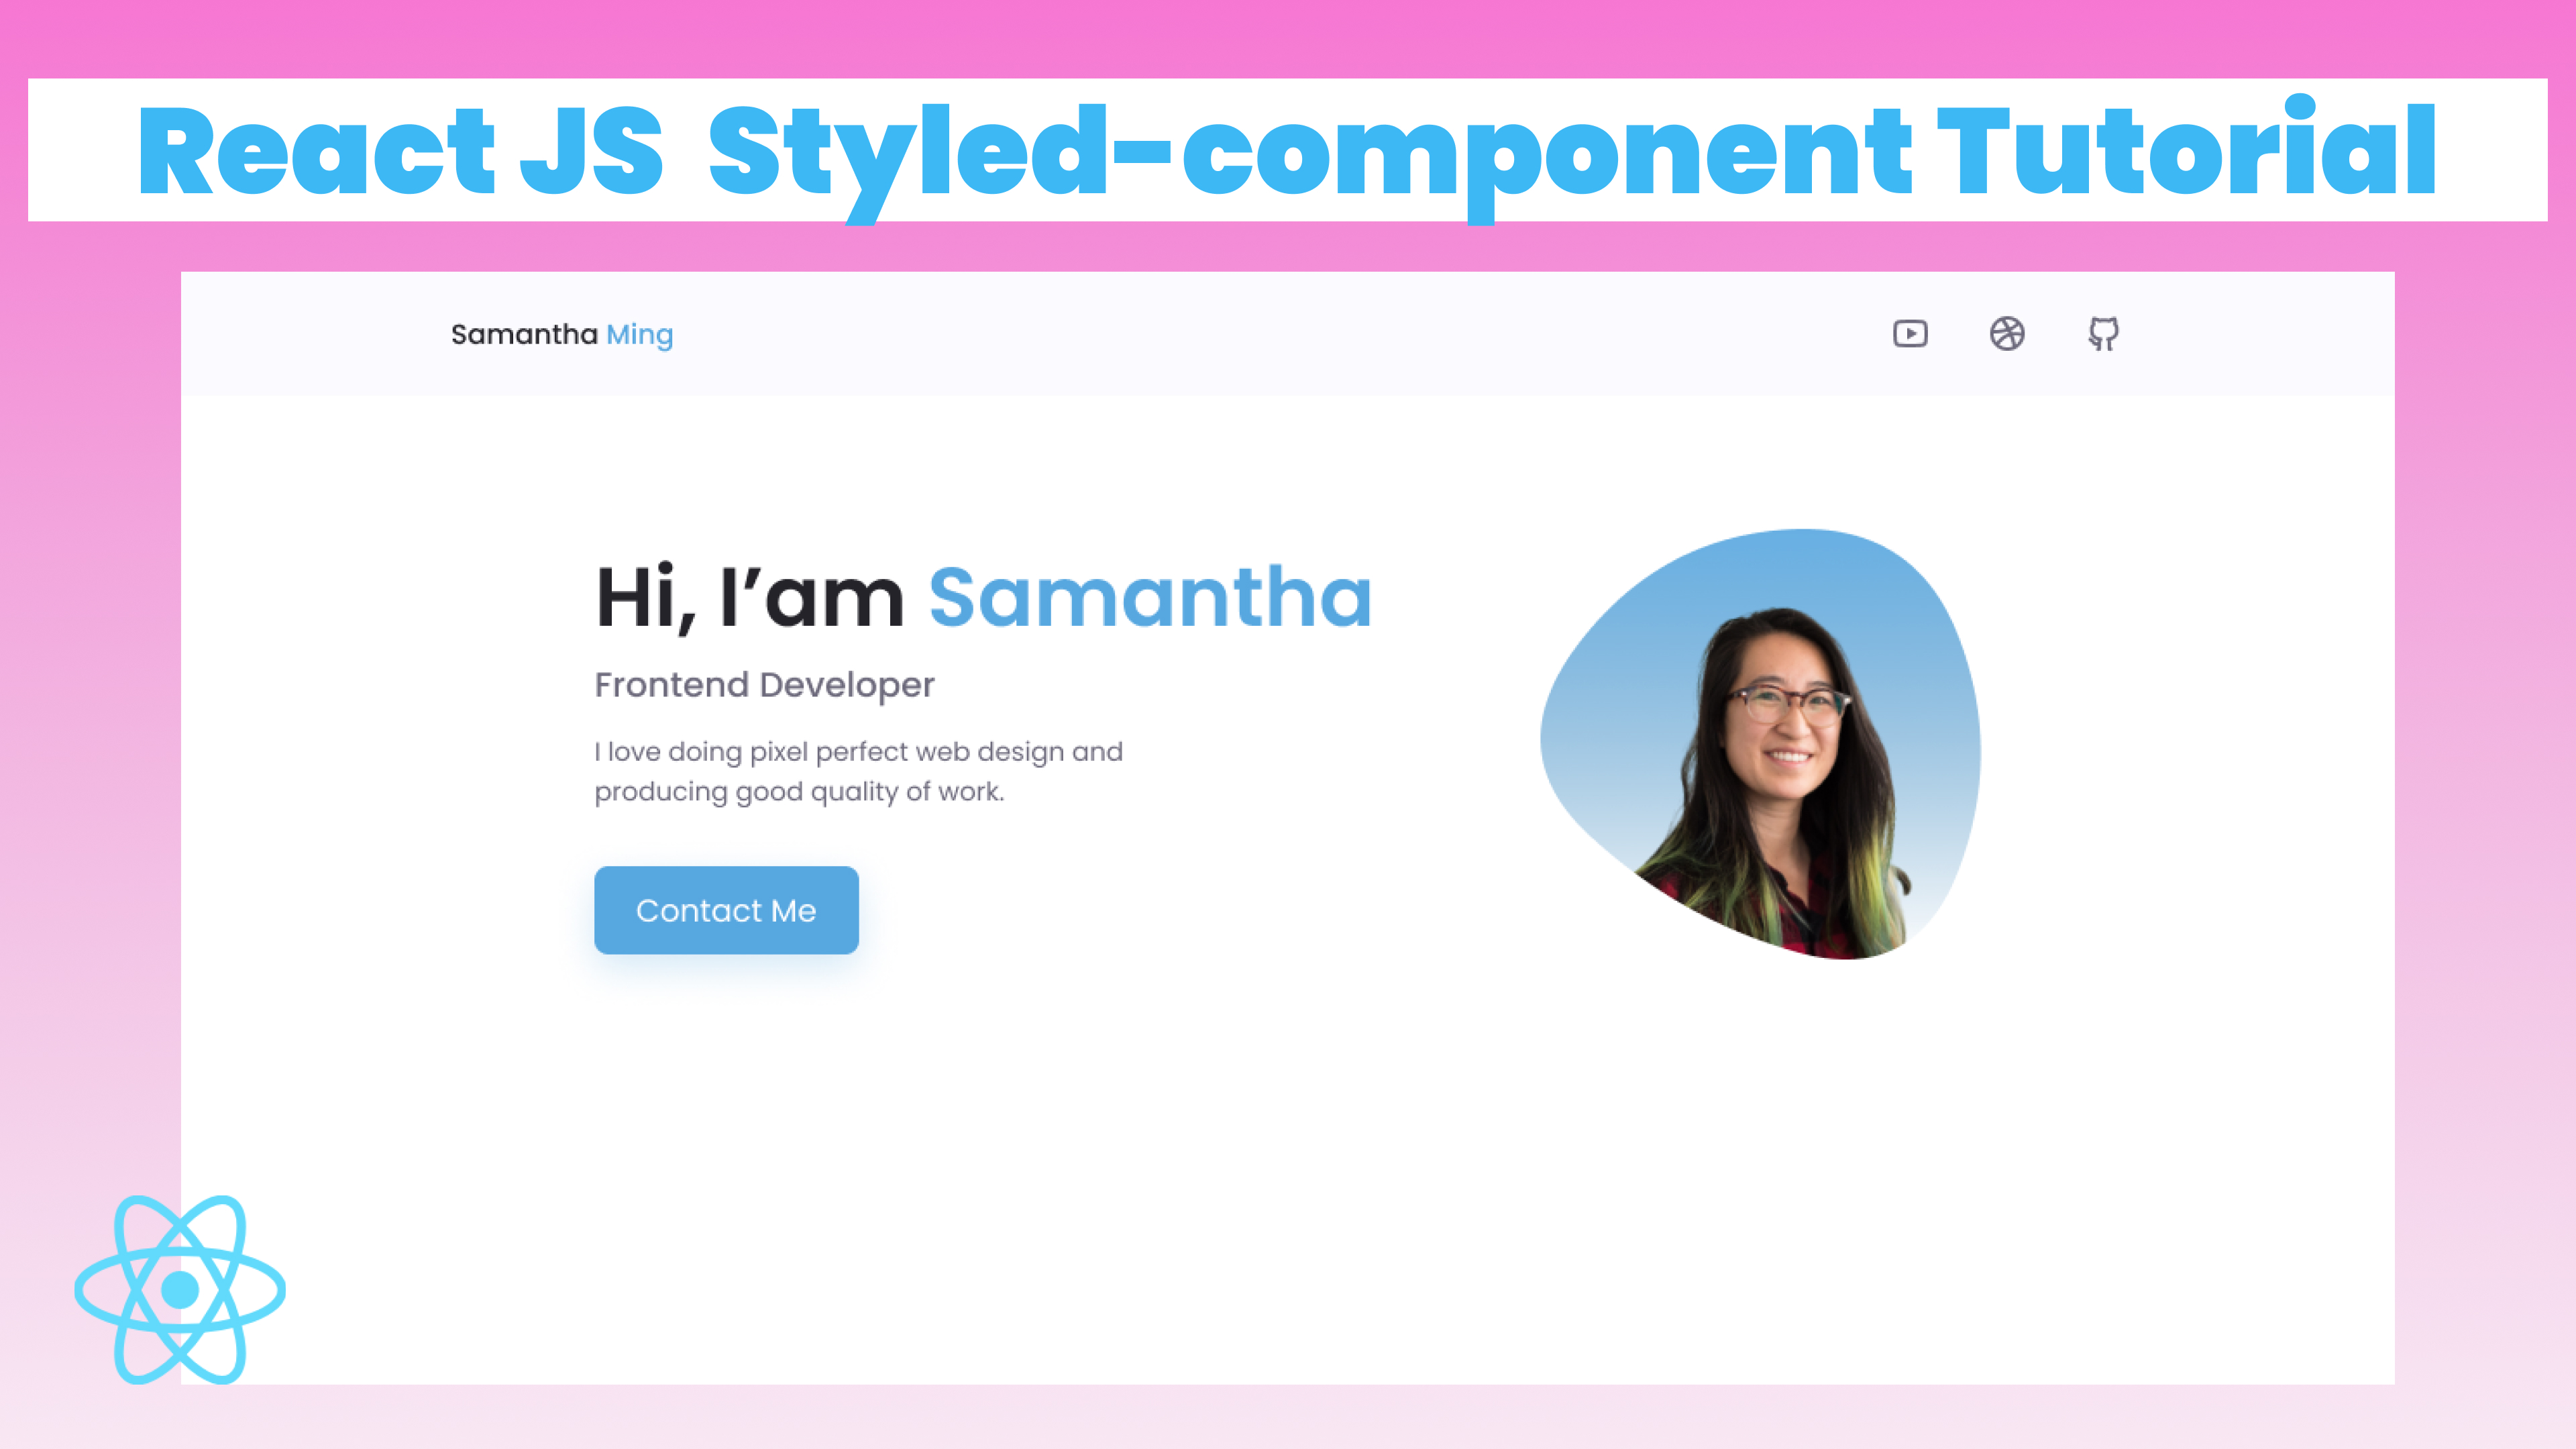 React JS Styled-component Tutorial
Samantha Ming
Hi, I’am Samantha
Frontend Developer
I love doing pixel perfect web design and
producing good quality of work.
Contact Me